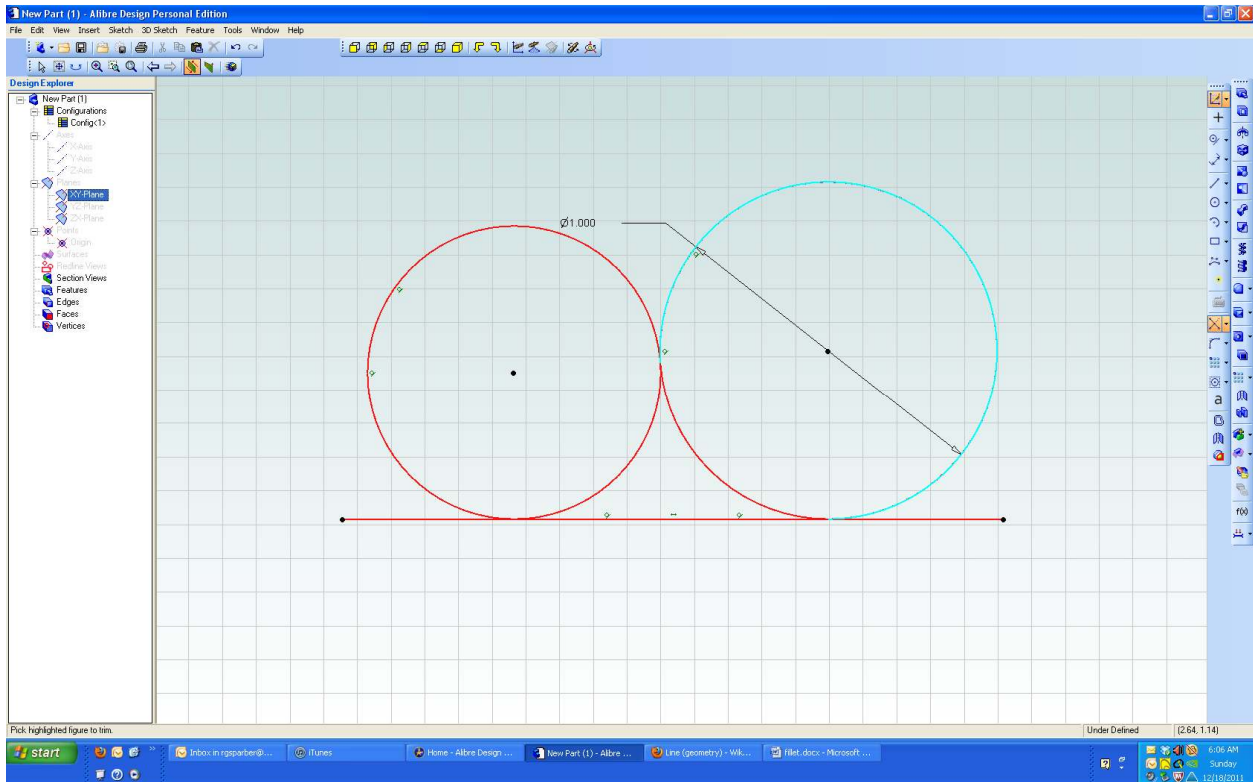 New Part (1) - Alibre Design Personal Edition
File Edit View Insert Sketch 3D Sketch Feature Tools Window Help
Design Explorer
New Part (1)
Configurations
Config<1>
Axes
X-Axis
Y-Axis
Z-Axis
Planes
XY-Plane
YZ-Plane
ZX-Plane
Points
Origin
Surfaces
Redline Views
Section Views
Features
Edges
Faces
Vertices
Ø1.000
a
f(x)
Pick highlighted figure to trim.
Under Defined
(2.64, 1.14)
start
Inbox in rgsparber@...
iTunes
Home - Alibre Design ...
New Part (1) - Alibre ...
Line (geometry) - Wik...
fillet.docx - Microsoft ...
6:06 AM
Sunday
12/18/2011